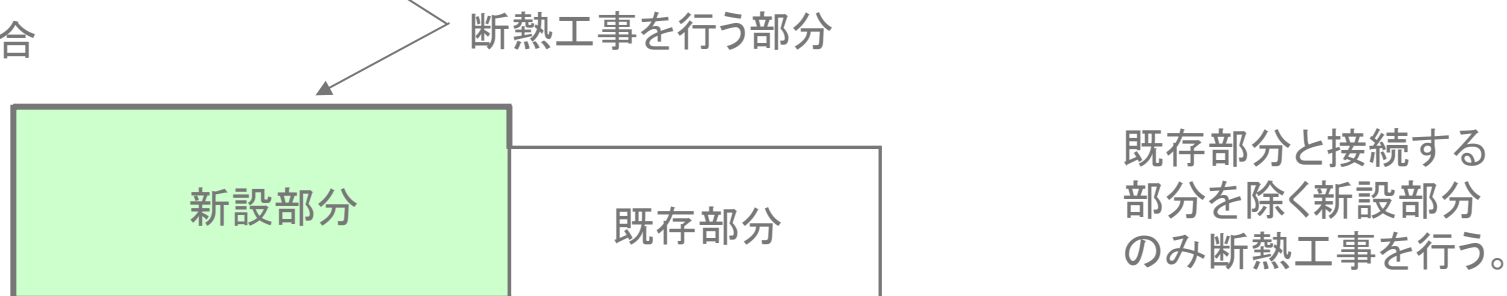 合
断熱工事を行う部分
新設部分
既存部分
既存部分と接続する
部分を除く新設部分
のみ断熱工事を行う。